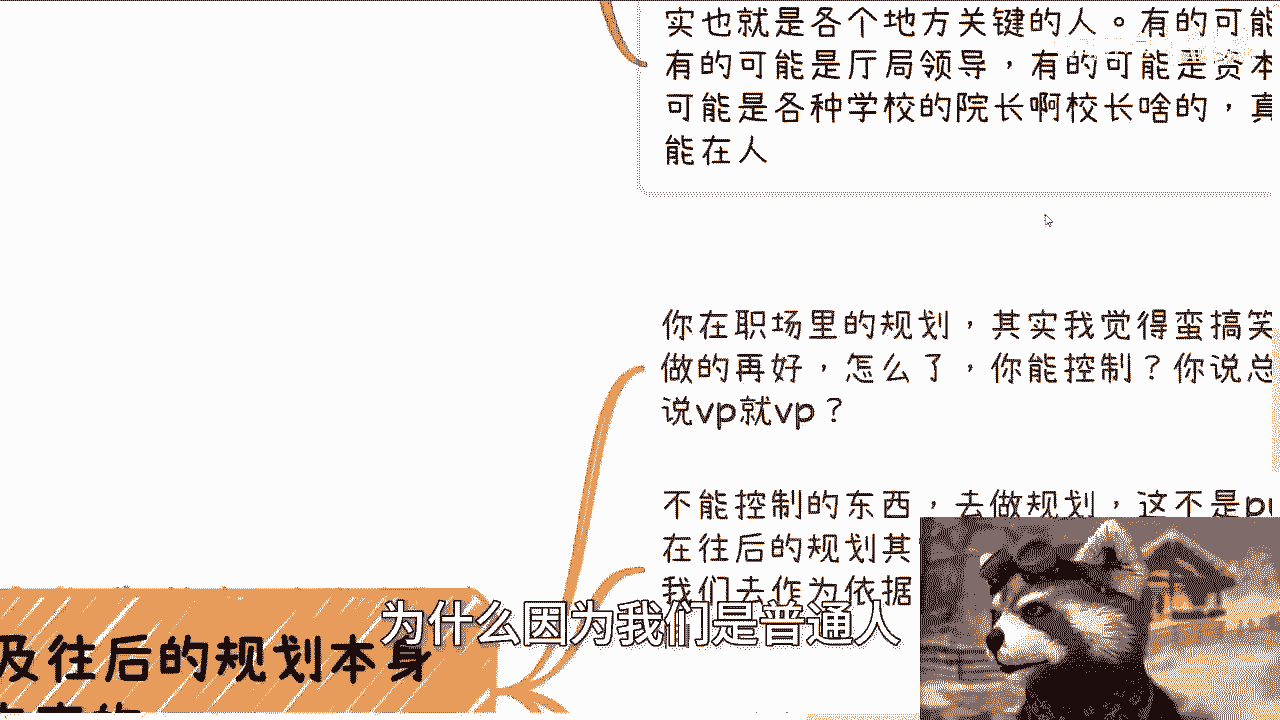 实也就是各个地方关键的人。有的可能
有的可能是厅局领导，有的可能是资本
可能是各种学校的院长啊校长啥的，真
能在人
你在职场里的规划，其实我觉得蛮搞笑
做的再好，怎么了，你能控制？你说总
说vp就vp？
不能控制的东西，去做规划，这不是pu
在往后的规划其
我们去作为依据
为什么因为我们是普通人
及往后的规划本身